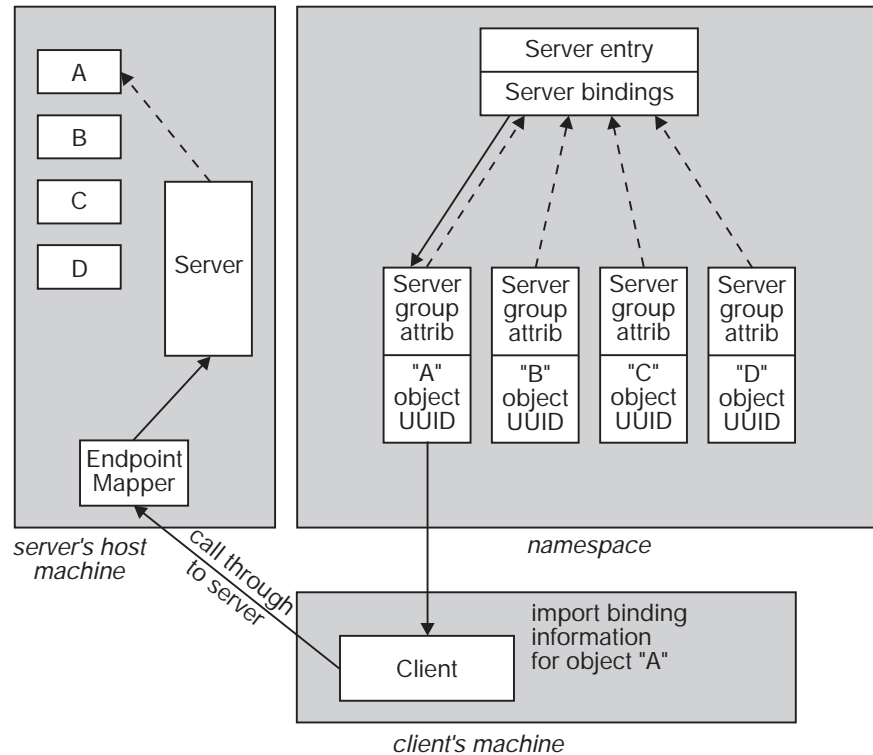 A
B
C
D
Server
Endpoint
Mapper
server's host
machine
Server entry
Server bindings
Server
group
attrib
"A"
object
UUID
Server
group
attrib
"B"
object
UUID
Server
group
attrib
"C"
object
UUID
Server
group
attrib
"D"
object
UUID
namespace
call through
to server
Client
import binding
information
for object "A"
client's machine